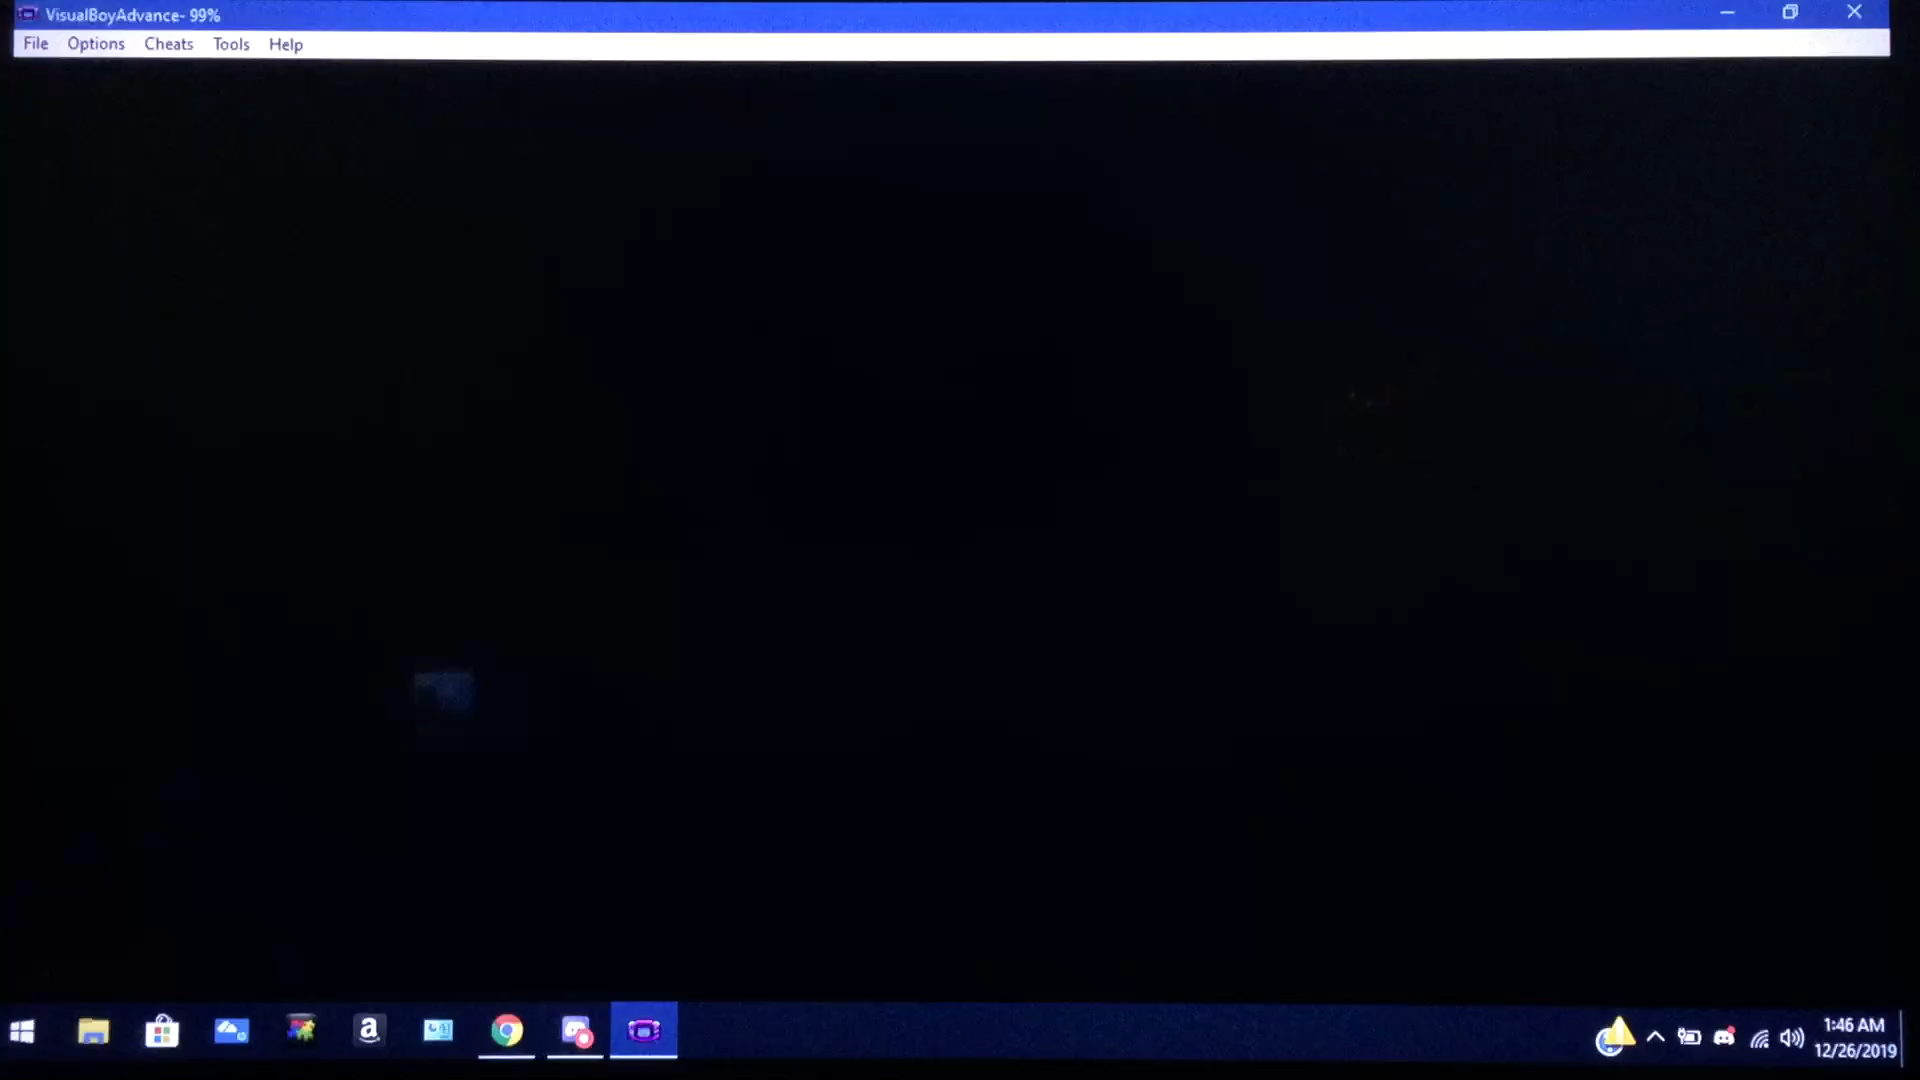 VisualBoyAdvance- 99%
File Options Cheats Tools Help
a
1:46 AM
12/26/2019